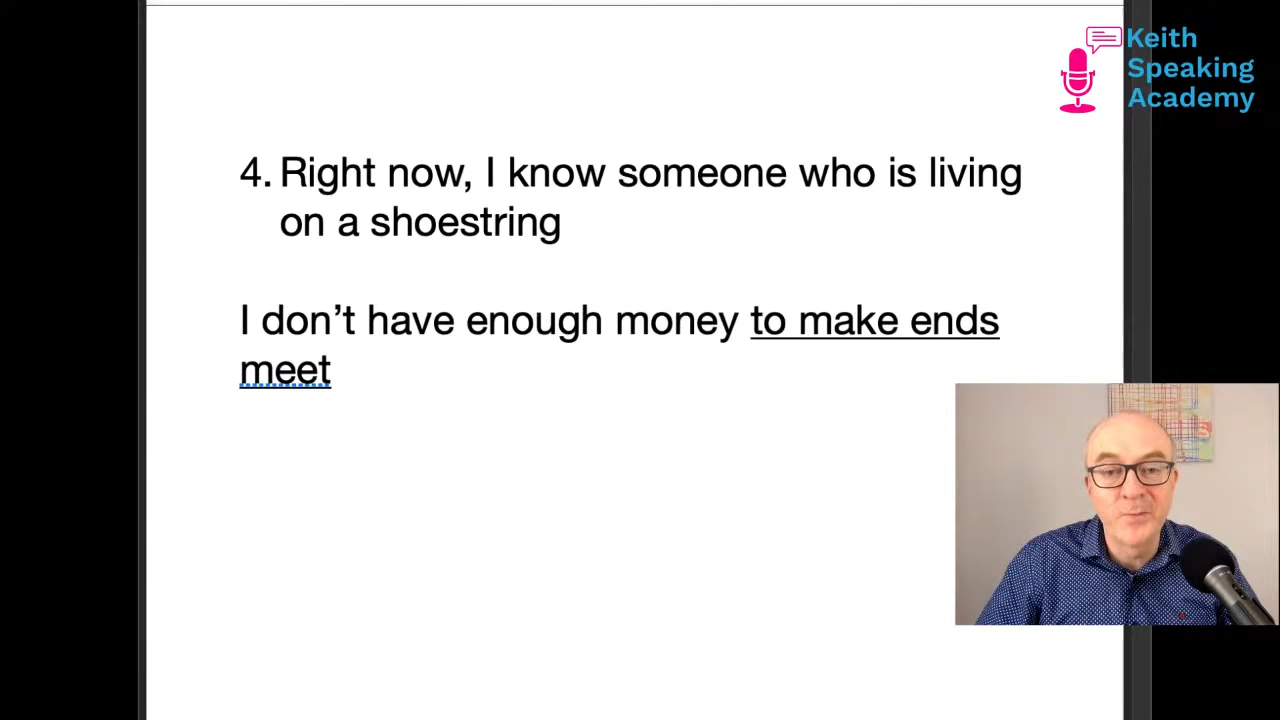 Keith
Speaking
Academy
4. Right now, I know someone who is living
on a shoestring
I don’t have enough money to make ends
meet